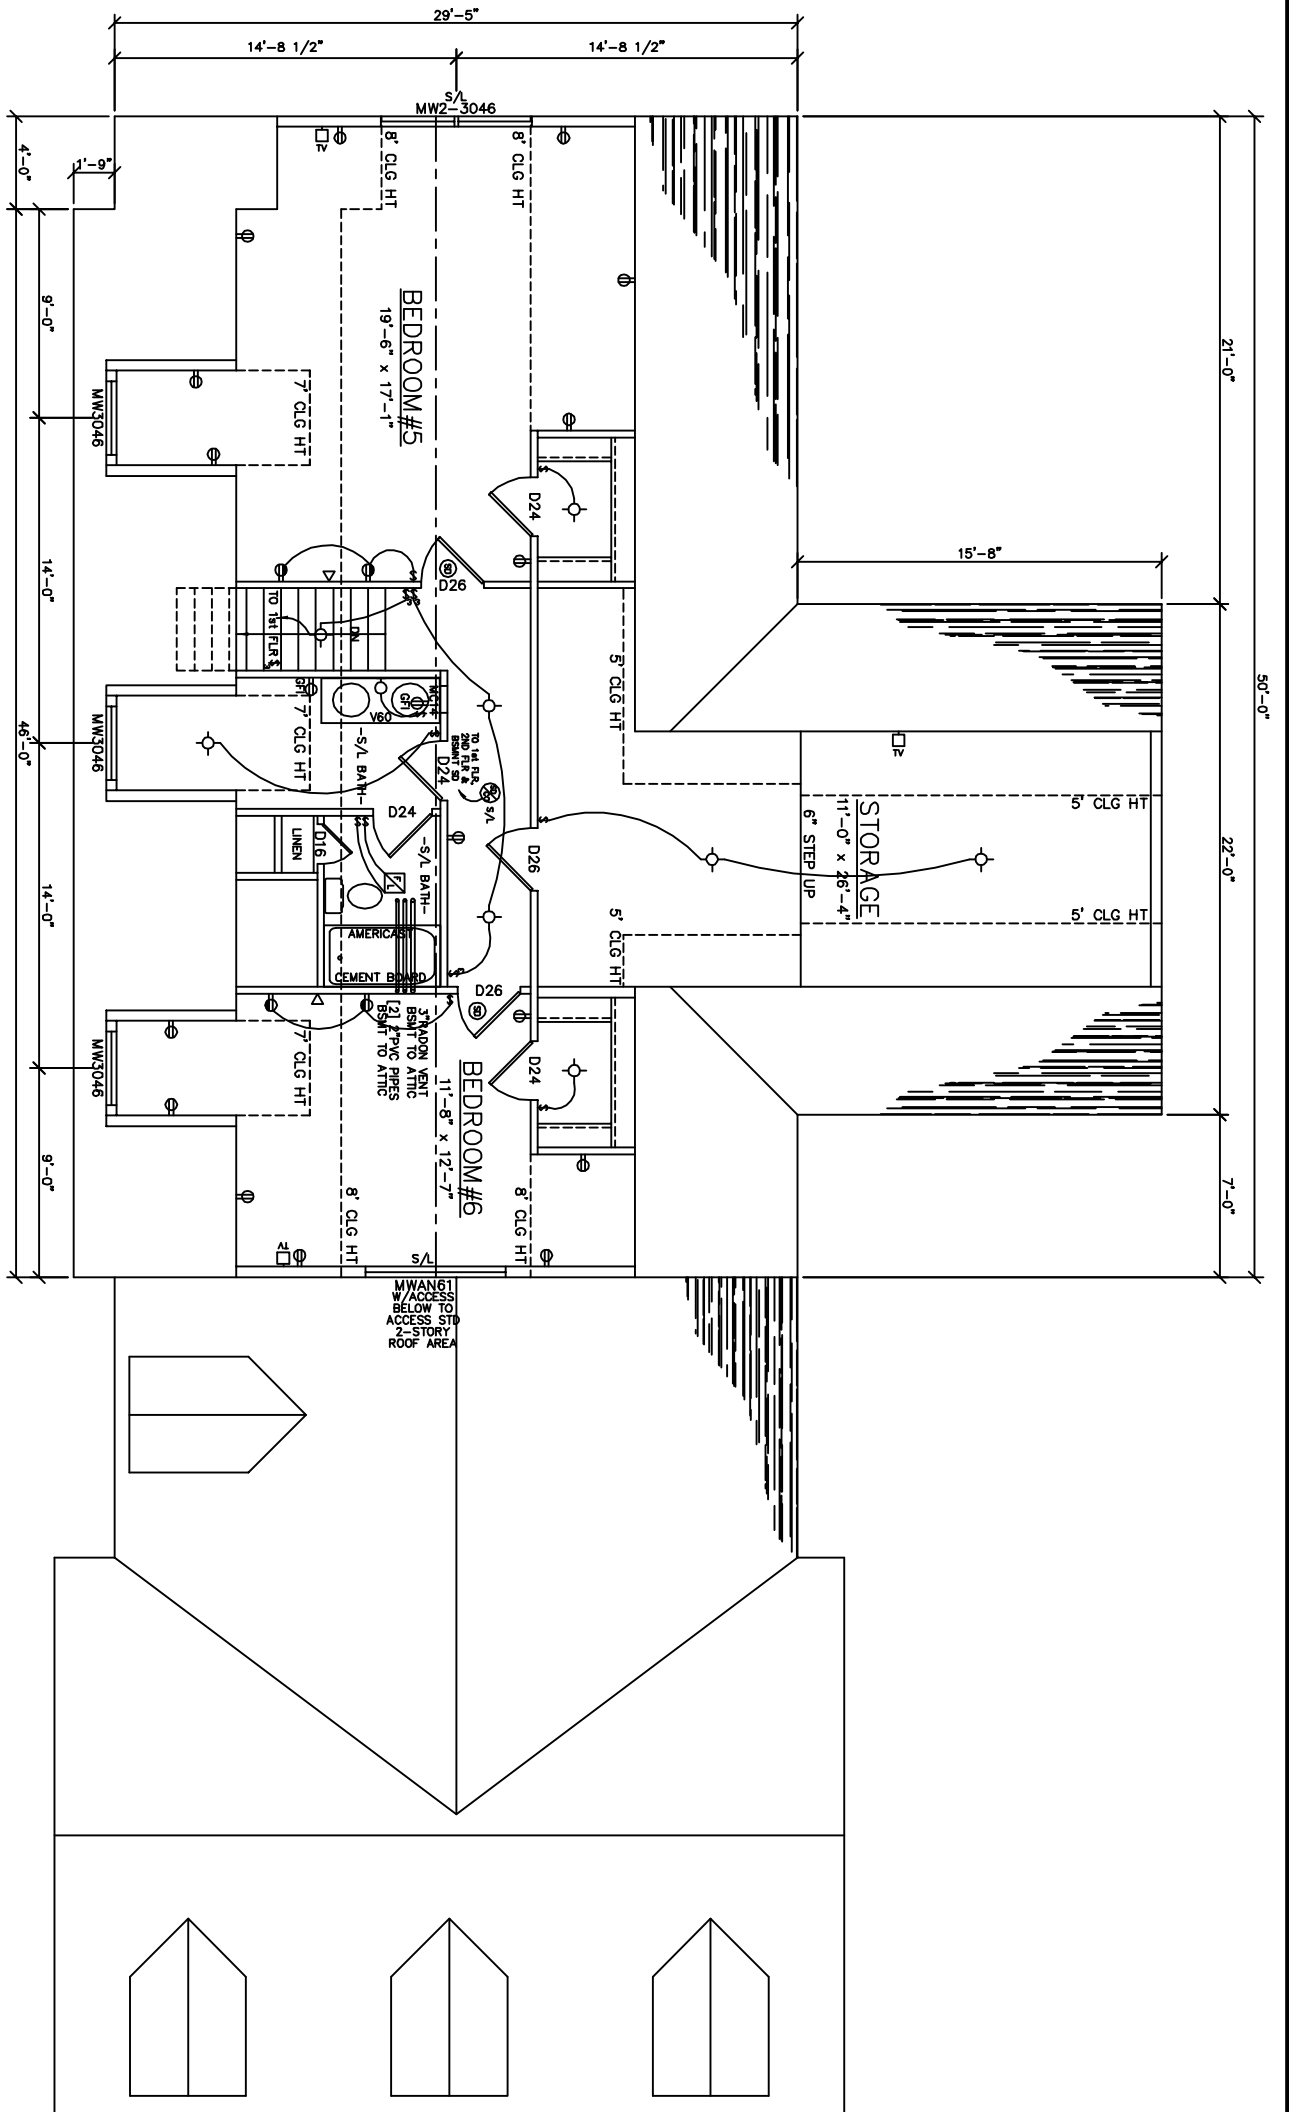 29'-5"
14'-8 1/2"
14'-8 1/2"
S/L
MW2-3046
4'-0"
1'-9"
TV
8' CLG HT
8' CLG HT
9'-0"
21'-0"
50'-0"
BEDROOM #5
19'-6" x 17'-1"
7' CLG HT
MW3046
D24
15'-8"
14'-0"
D26
TO 1st FLR
DN
5' CLG HT
GFI
7' CLG HT
MC14
GFI
V60
MW3046
46'-0"
-S/L BATH-
D24
TO 1st FLR,
2ND FLR &
BSMNT SD
SD
S/L
TV
5' CLG HT
STORAGE
11'-0" x 26'-4"
6" STEP UP
22'-0"
D24
-S/L BATH-
LINEN
D16
F/L
D26
5' CLG HT
5' CLG HT
14'-0"
AMERICAST
CEMENT BOARD
D26
SD
SD
3"RADON VENT
BSMT TO ATTIC
[2] 2"PVC PIPES
BSMT TO ATTIC
7' CLG HT
MW3046
D24
BEDROOM #6
11'-8" x 12'-7"
9'-0"
7'-0"
8' CLG HT
8' CLG HT
TV
S/L
MWAN61
W/ACCESS
BELOW TO
ACCESS STD
2-STORY
ROOF AREA